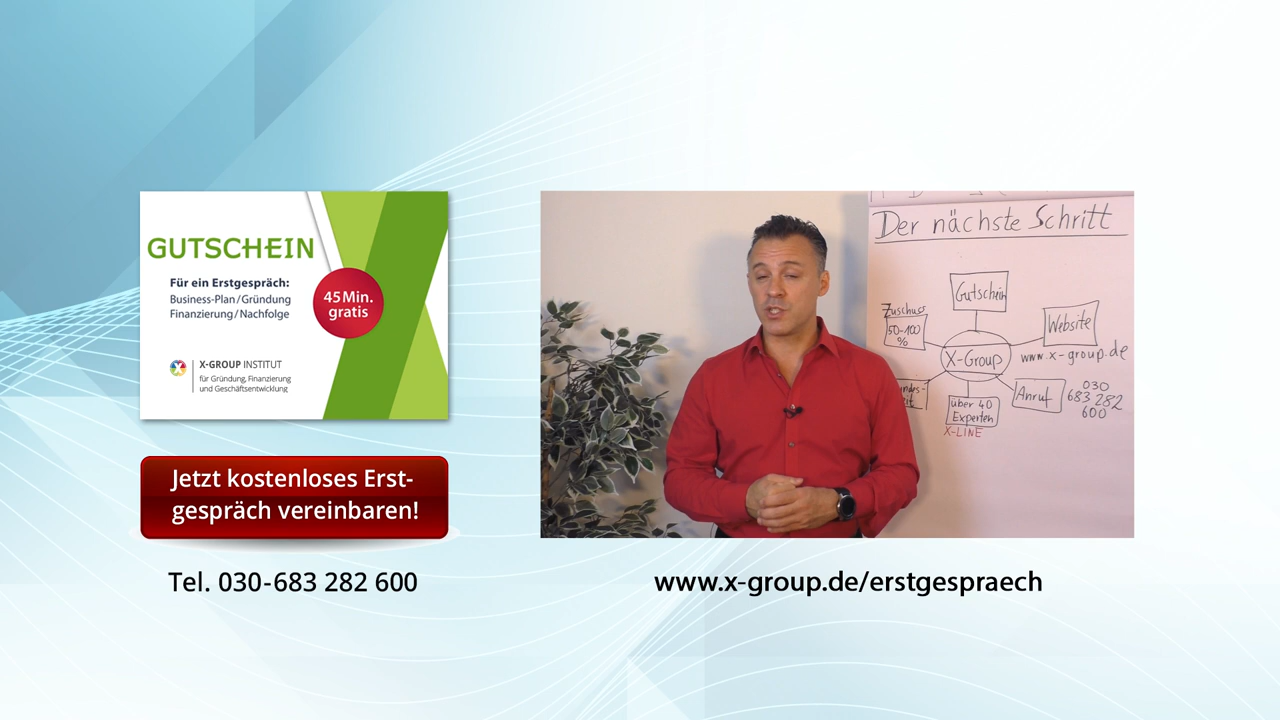 GUTSCHEIN
Für ein Erstgespräch:
Business-Plan/Gründung
Finanzierung/Nachfolge
45 Min.
gratis
X-GROUP INSTITUT
für Gründung, Finanzierung
und Geschäftsentwicklung
Jetzt kostenloses Erst-
gespräch vereinbaren!
Tel. 030-683 282 600
Der nächste Schritt
Gutschein
Zuschuss
50-100
%
Website
www.x-group.de
X-Group
Anruf
030
683 282
600
über 40
Experten
X-LINE
www.x-group.de/erstgespraech